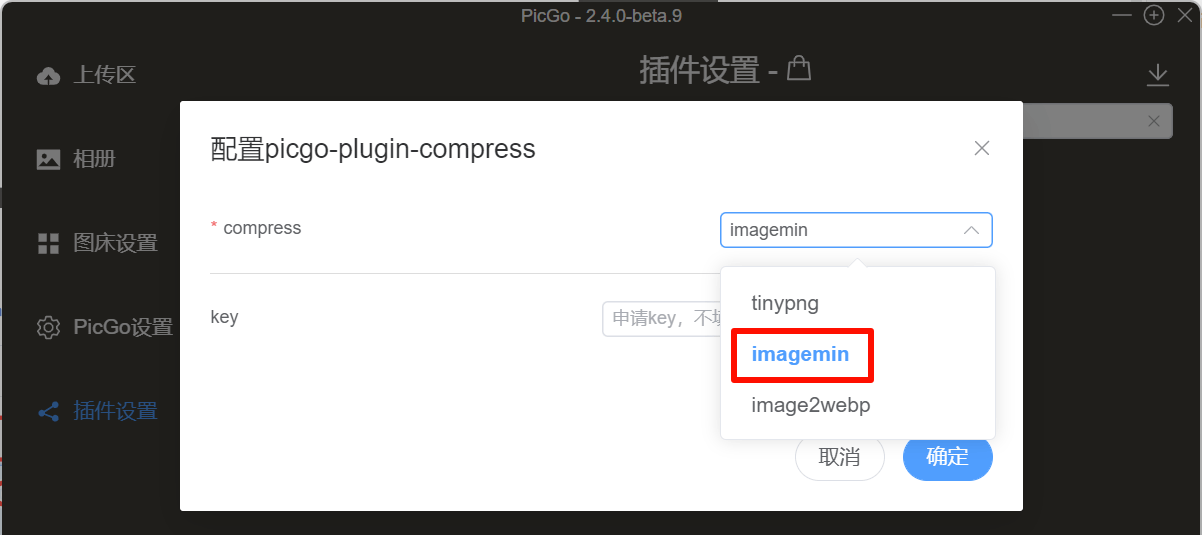 PicGo - 2.4.0-beta.9
上传区
插件设置 -
相册
图床设置
PicGo设置
插件设置
配置picgo-plugin-compress
* compress
imagemin
key
申请key，不
tinypng
imagemin
image2webp
取消
确定